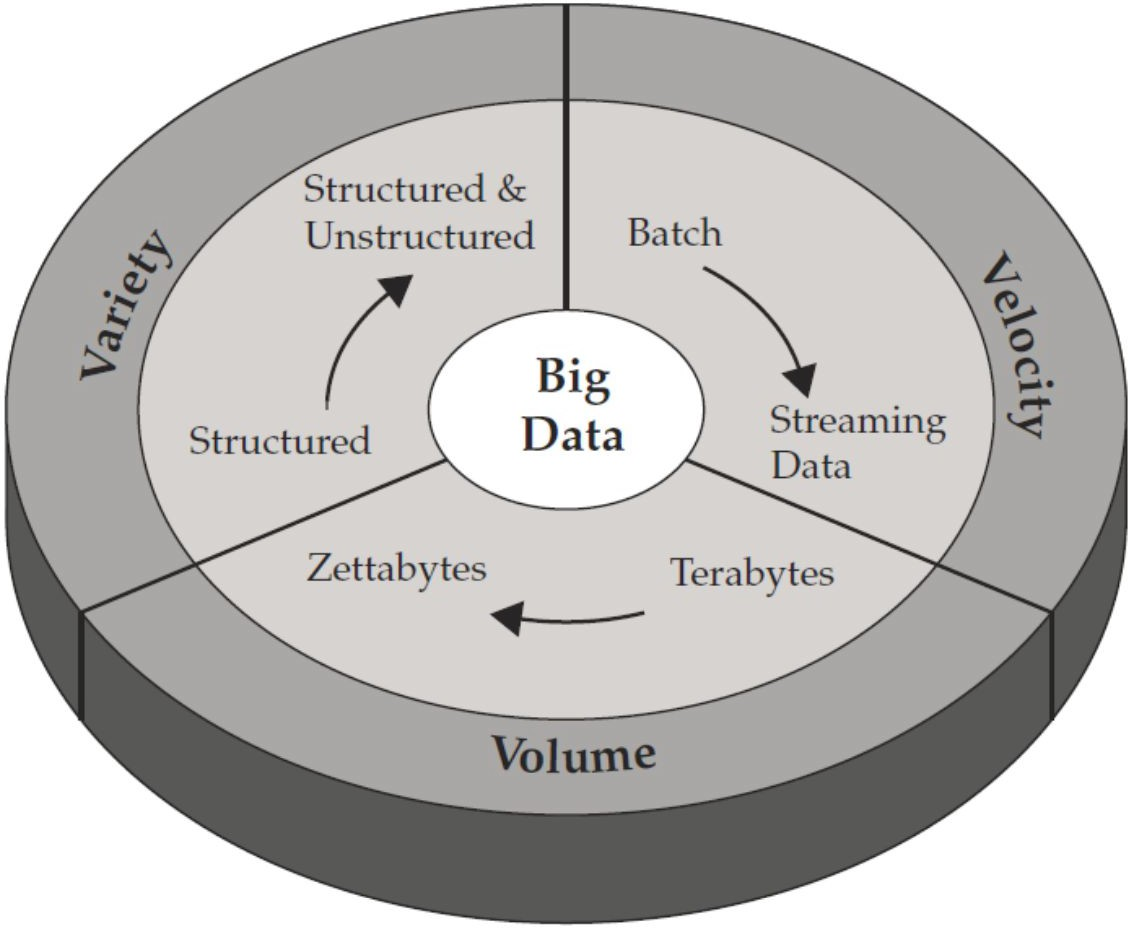 Structured &
Unstructured
Batch
Variety
Velocity
Big
Data
Structured
Streaming
Data
Zettabytes
Terabytes
Volume